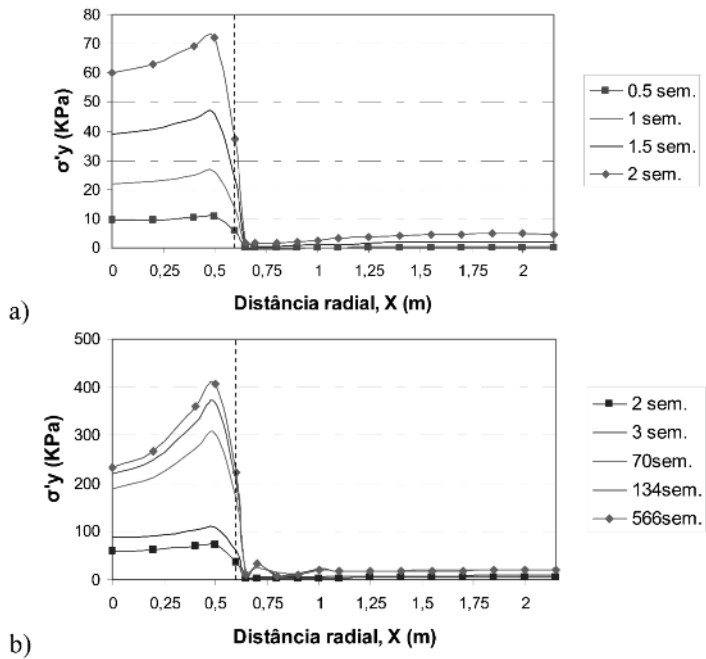 80
70
60
50
40
30
20
10
0
σ'y (KPa)
0 0,25 0,5 0,75 1 1,25 1,5 1,75 2
Distância radial, X (m)
0.5 sem.
1 sem.
1.5 sem.
2 sem.
a)
500
400
300
200
100
0
σ'y (KPa)
0 0,25 0,5 0,75 1 1,25 1,5 1,75 2
Distância radial, X (m)
2 sem.
3 sem.
70sem.
134sem.
566sem.
b)